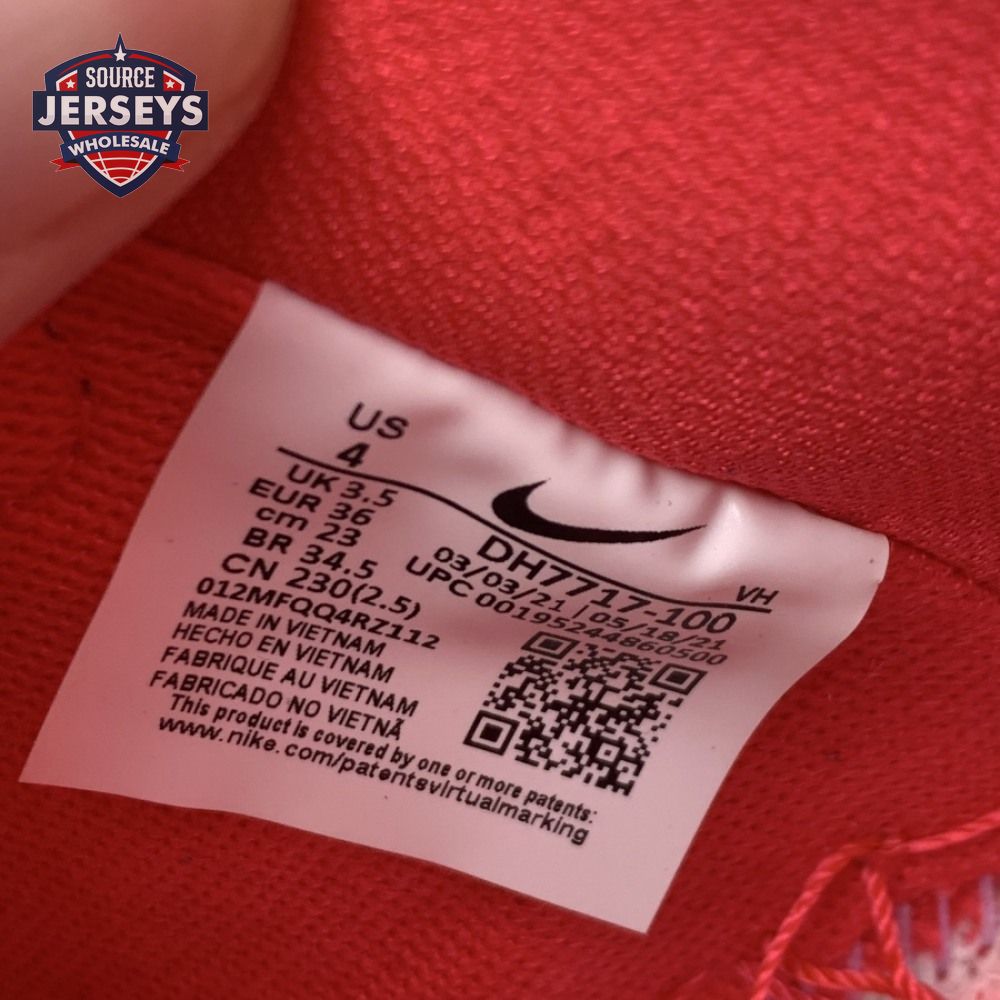 SOURCE
JERSEYS
WHOLESALE
US
4
UK 3.5
EUR 36
cm 23
BR 34.5
CN 230(2.5)
012MFQQ4RZ112
MADE IN VIETNAM
HECHO EN VIETNAM
FABRIQUE AU VIETNAM
FABRICADO NO VIETNÃ
This product is covered by one or more patents:
www.nike.com/patentsvirtualmarking
VH
DH7717-100
03/03/21 / 05/18/21
UPC 00195244860500